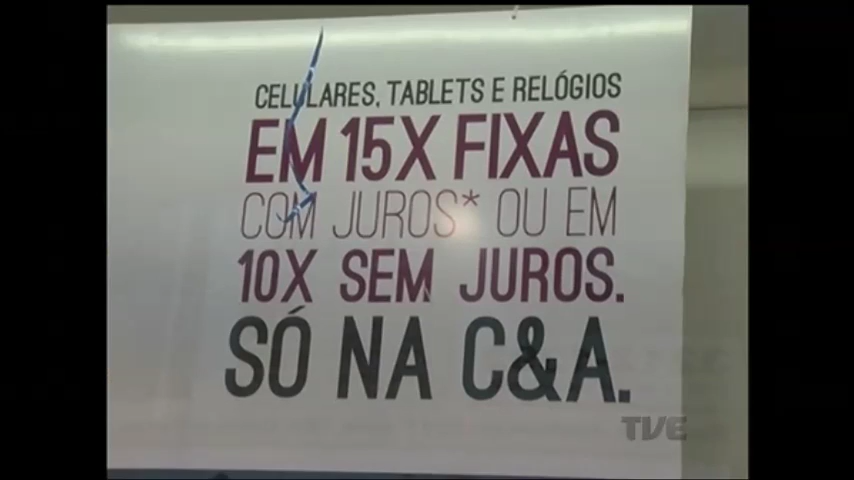 CELULARES, TABLETS E RELÓGIOS
EM 15X FIXAS
COM JUROS* OU EM
10X SEM JUROS.
SÓ NA C&A.
TVE